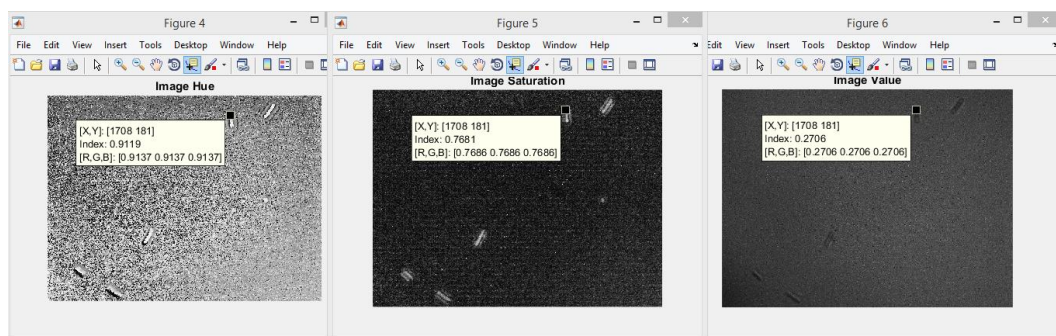 Figure 4
File Edit View Insert Tools Desktop Window Help
Image Hue
[X,Y]: [1708 181]
Index: 0.9119
[R,G,B]: [0.9137 0.9137 0.9137]
Figure 5
File Edit View Insert Tools Desktop Window Help
Image Saturation
[X,Y]: [1708 181]
Index: 0.7681
[R,G,B]: [0.7686 0.7686 0.7686]
Figure 6
Edit View Insert Tools Desktop Window Help
Image Value
[X,Y]: [1708 181]
Index: 0.2706
[R,G,B]: [0.2706 0.2706 0.2706]